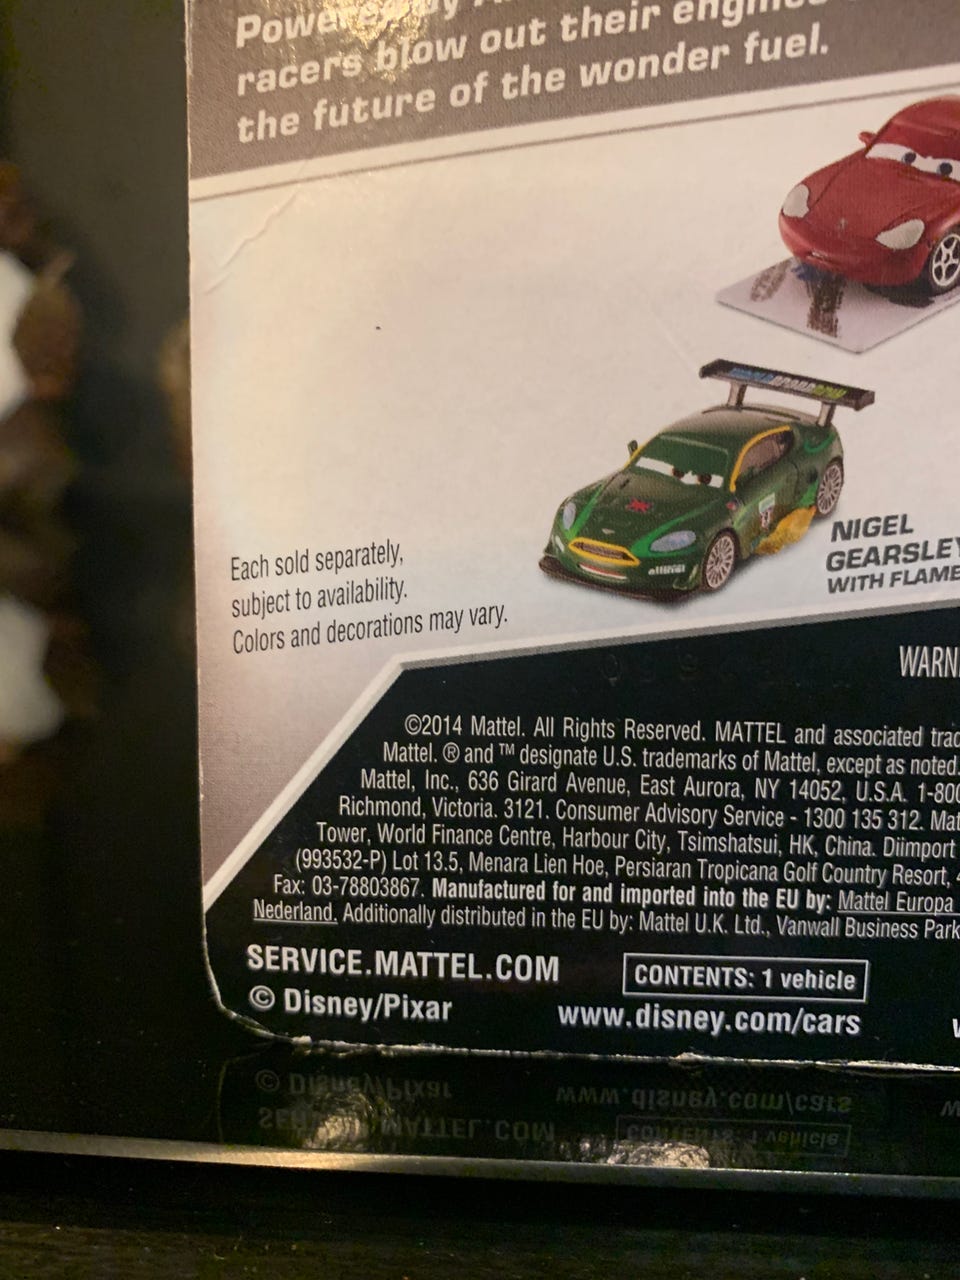 Powered by
racers blow out their engines
the future of the wonder fuel.
NIGEL
GEARSLEY
WITH FLAME
Each sold separately,
subject to availability.
Colors and decorations may vary.
WARN
©2014 Mattel. All Rights Reserved. MATTEL and associated trad
Mattel. ® and ™ designate U.S. trademarks of Mattel, except as noted.
Mattel, Inc., 636 Girard Avenue, East Aurora, NY 14052, U.S.A. 1-800
Richmond, Victoria. 3121. Consumer Advisory Service - 1300 135 312. Mat
Tower, World Finance Centre, Harbour City, Tsimshatsui, HK, China. Diimport
(993532-P) Lot 13.5, Menara Lien Hoe, Persiaran Tropicana Golf Country Resort,
Fax: 03-78803867. Manufactured for and imported into the EU by: Mattel Europa
Nederland. Additionally distributed in the EU by: Mattel U.K. Ltd., Vanwall Business Park
SERVICE.MATTEL.COM
CONTENTS: 1 vehicle
© Disney/Pixar
www.disney.com/cars